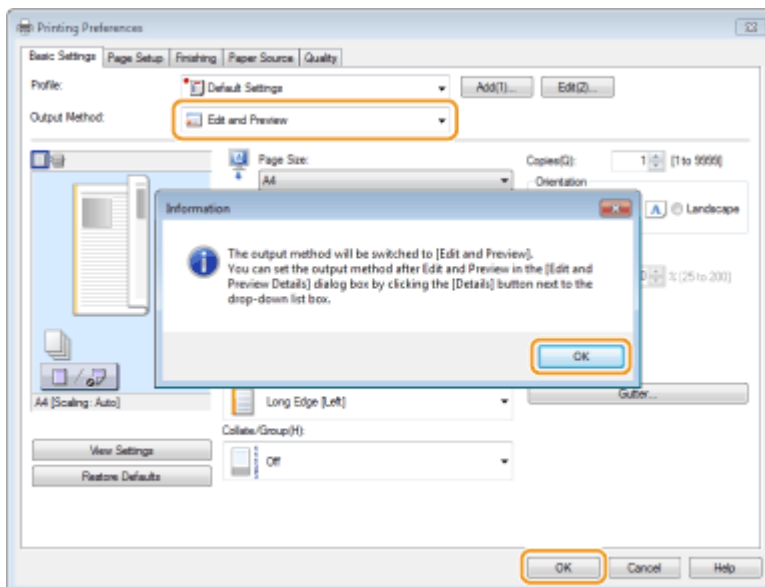 Printing Preferences
Basic Settings Page Setup Finishing Paper Source Quality
Profile: Default Settings Add(1)... Edit(2)...
Output Method: Edit and Preview
Page Size: Copies(Q): 1 [1 to 9999]
A4 Orientation
A Landscape
Information
The output method will be switched to [Edit and Preview].
You can set the output method after Edit and Preview in the [Edit and
Preview Details] dialog box by clicking the [Details] button next to the
drop-down list box.
% [25 to 200]
OK
A4 [Scaling: Auto]
Long Edge [Left]
Gutter...
Collate/Group(H):
Off
View Settings
Restore Defaults
OK Cancel Help